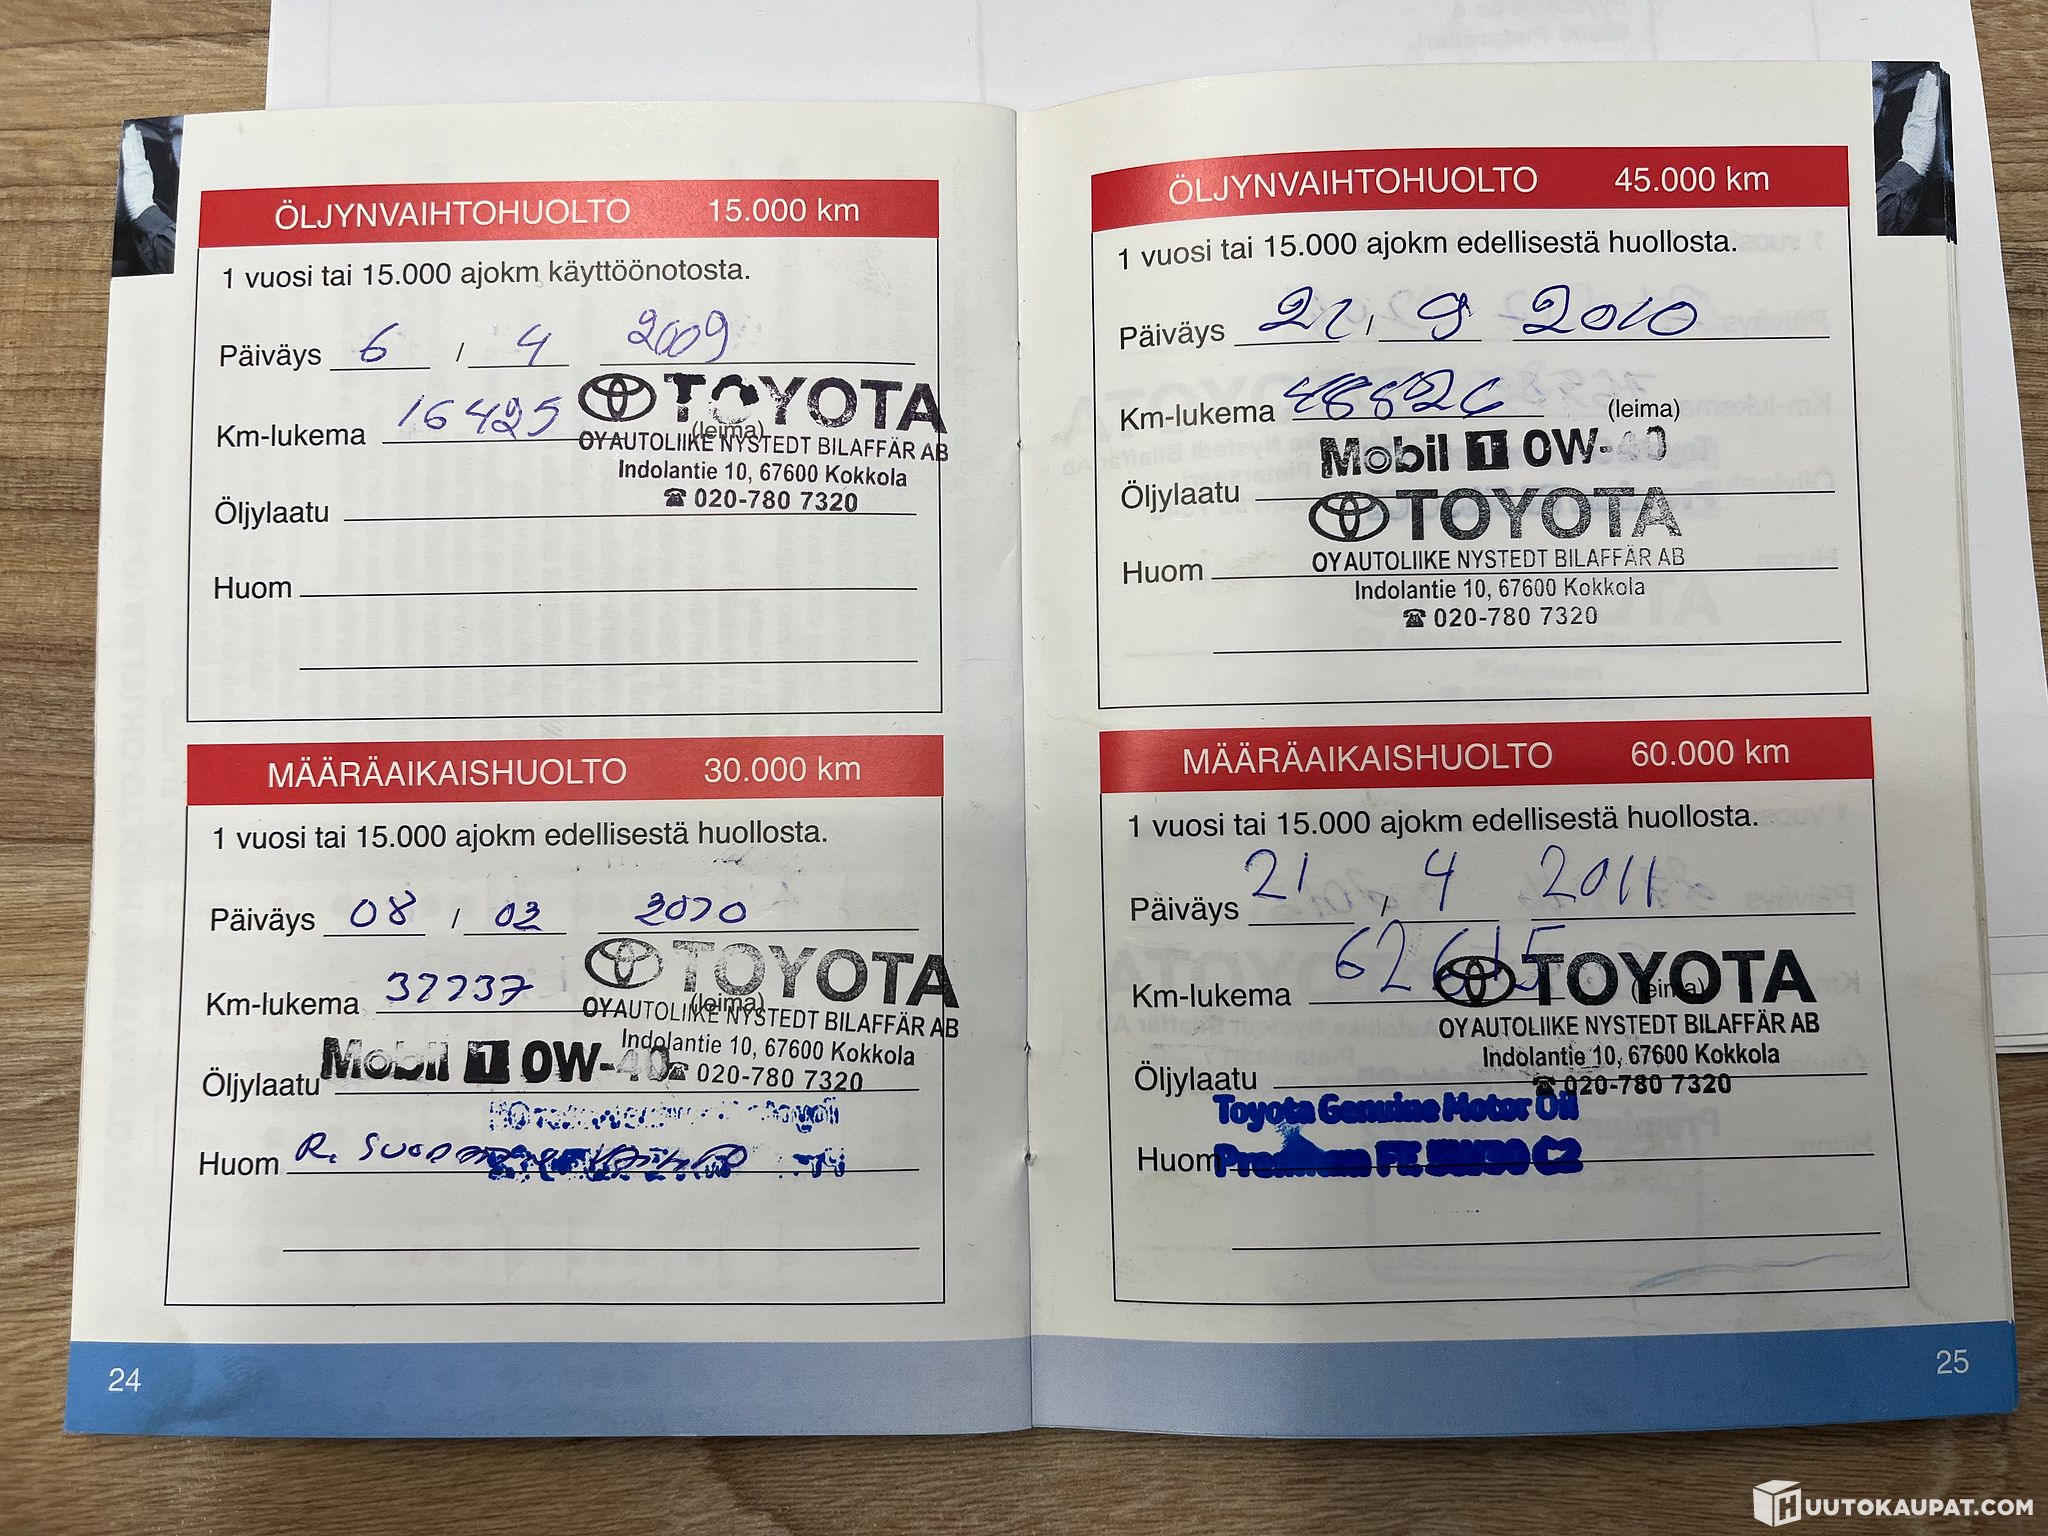 ÖLJYNVAIHTOHUOLTO 15.000 km
1 vuosi tai 15.000 ajokm käyttöönotosta.
Päiväys 6 / 4 2009
TOYOTA
Km-lukema 16425 (leima)
OY AUTOLIIKE NYSTEDT BILAFFÄR AB
Indolantie 10, 67600 Kokkola
☎ 020-780 7320
Öljylaatu
Huom
MÄÄRÄAIKAISHUOLTO 30.000 km
1 vuosi tai 15.000 ajokm edellisestä huollosta.
Päiväys 08 / 02 2010
TOYOTA
Km-lukema (leima)
OY AUTOLIIKE NYSTEDT BILAFFÄR AB
Indolantie 10, 67600 Kokkola
☎ 020-780 7320
Öljylaatu Mobil 1 0W-40
Huom R.
24
ÖLJYNVAIHTOHUOLTO 45.000 km
1 vuosi tai 15.000 ajokm edellisestä huollosta.
Päiväys / 9 2010
Km-lukema (leima)
Mobil 1 0W-40
Öljylaatu
TOYOTA
OY AUTOLIIKE NYSTEDT BILAFFÄR AB
Huom
Indolantie 10, 67600 Kokkola
☎ 020-780 7320
MÄÄRÄAIKAISHUOLTO 60.000 km
1 vuosi tai 15.000 ajokm edellisestä huollosta.
Päiväys 21 / 4 2011
Km-lukema 62615 (leima)
TOYOTA
OY AUTOLIIKE NYSTEDT BILAFFÄR AB
Indolantie 10, 67600 Kokkola
☎ 020-780 7320
Öljylaatu
Toyota Genuine Motor Oil
Huom Premium FE 5W30 C2
25
HUUTOKAUPAT.COM